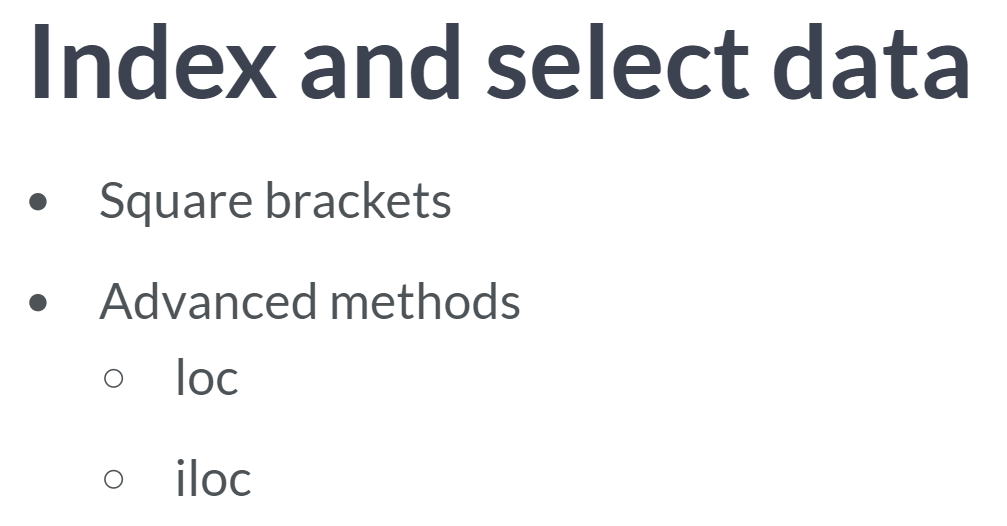 Index and select data
• Square brackets
• Advanced methods
○ loc
○ iloc